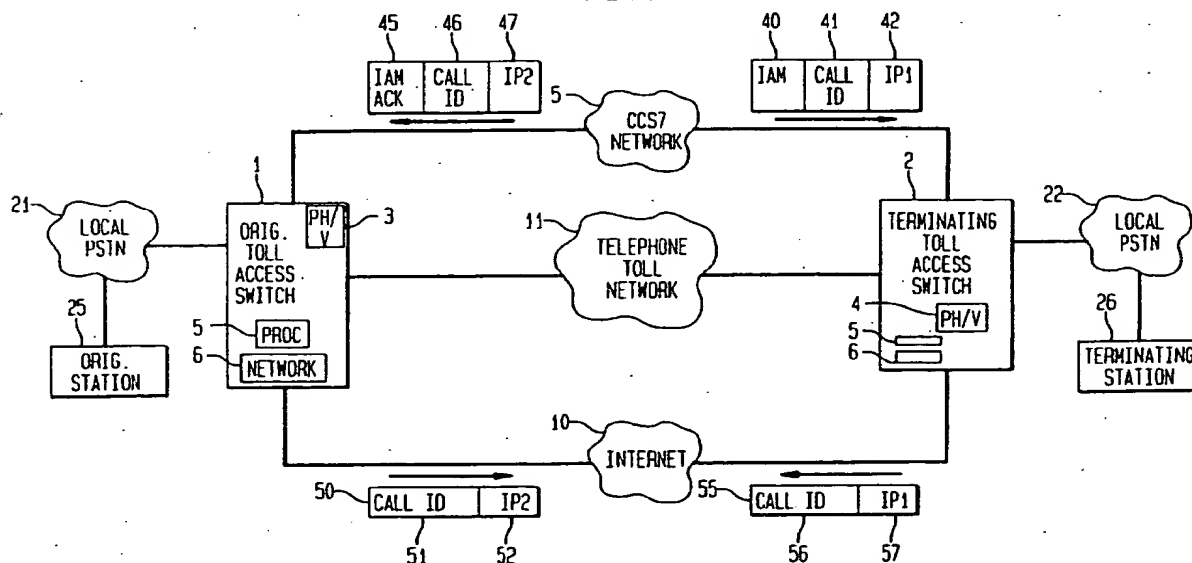 45 46 47 40 41 42
IAM ACK CALL ID IP2
IAM CALL ID IP1
5
CCS7 NETWORK
1
2
21
LOCAL PSTN
ORIG. TOLL ACCESS SWITCH
PH/V
3
11
TELEPHONE TOLL NETWORK
TERMINATING TOLL ACCESS SWITCH
22
LOCAL PSTN
4
PH/V
25
ORIG. STATION
5
PROC
6
NETWORK
5
6
26
TERMINATING STATION
10
INTERNET
50
CALL ID IP2
51 52
55
CALL ID IP1
56 57